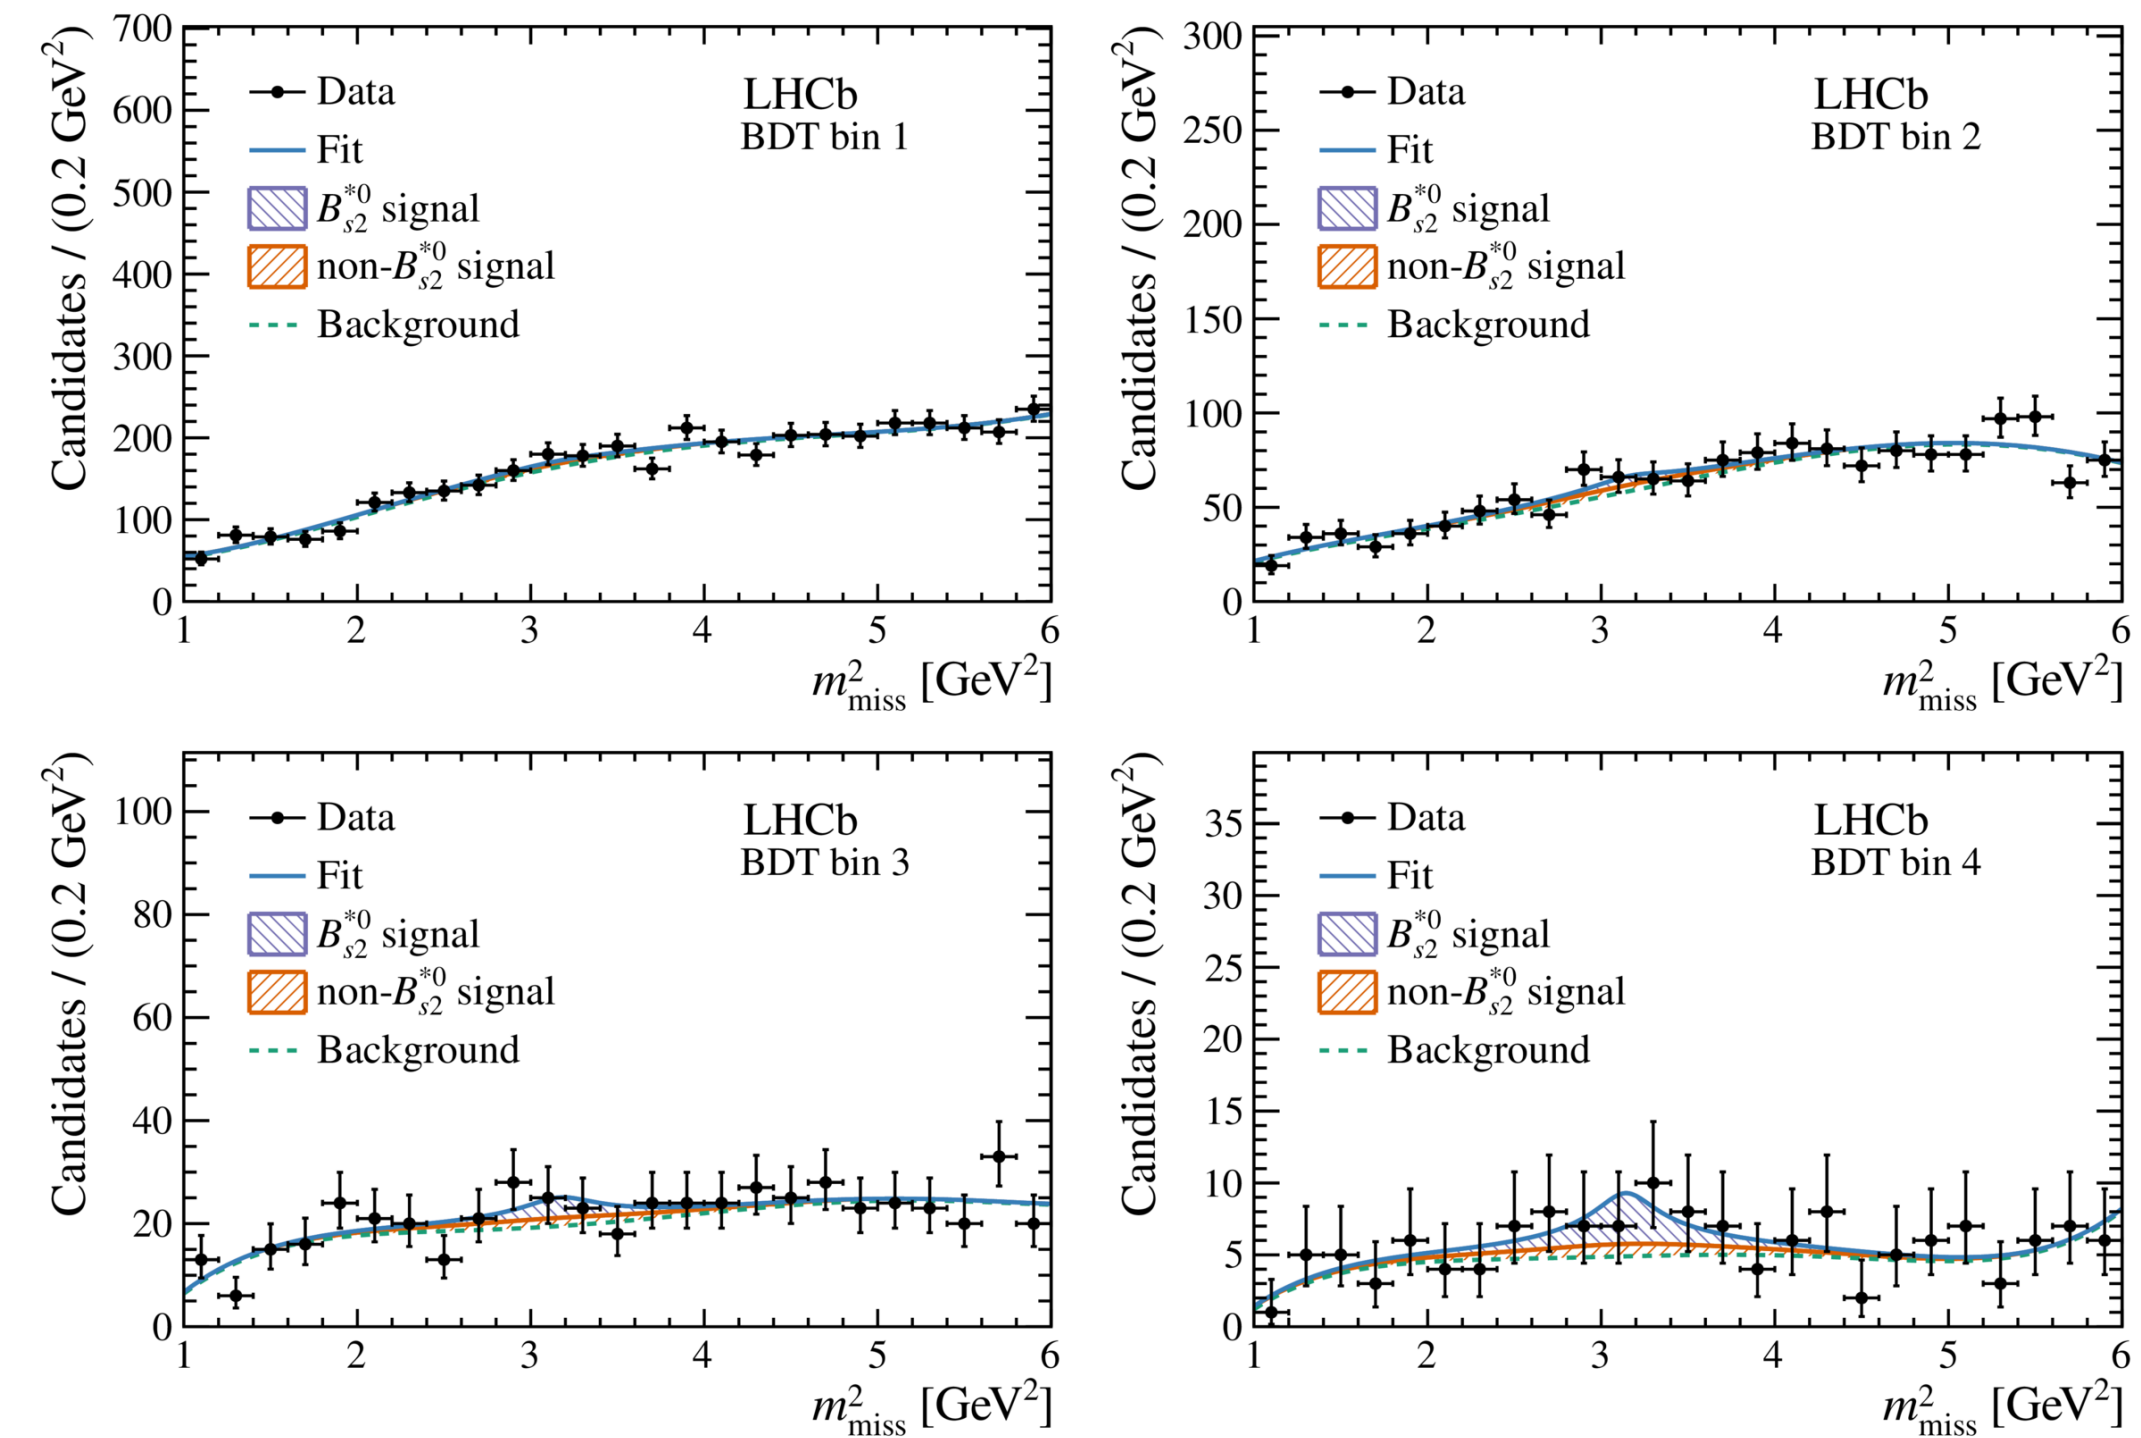 Candidates / (0.2 GeV²)
700
600
500
400
300
200
100
0
Data
Fit
B*⁰s2 signal
non-B*⁰s2 signal
Background
LHCb
BDT bin 1
1 2 3 4 5 6
m²miss [GeV²]
Candidates / (0.2 GeV²)
300
250
200
150
100
50
0
Data
Fit
B*⁰s2 signal
non-B*⁰s2 signal
Background
LHCb
BDT bin 2
1 2 3 4 5 6
m²miss [GeV²]
Candidates / (0.2 GeV²)
100
80
60
40
20
0
Data
Fit
B*⁰s2 signal
non-B*⁰s2 signal
Background
LHCb
BDT bin 3
1 2 3 4 5 6
m²miss [GeV²]
Candidates / (0.2 GeV²)
35
30
25
20
15
10
5
0
Data
Fit
B*⁰s2 signal
non-B*⁰s2 signal
Background
LHCb
BDT bin 4
1 2 3 4 5 6
m²miss [GeV²]